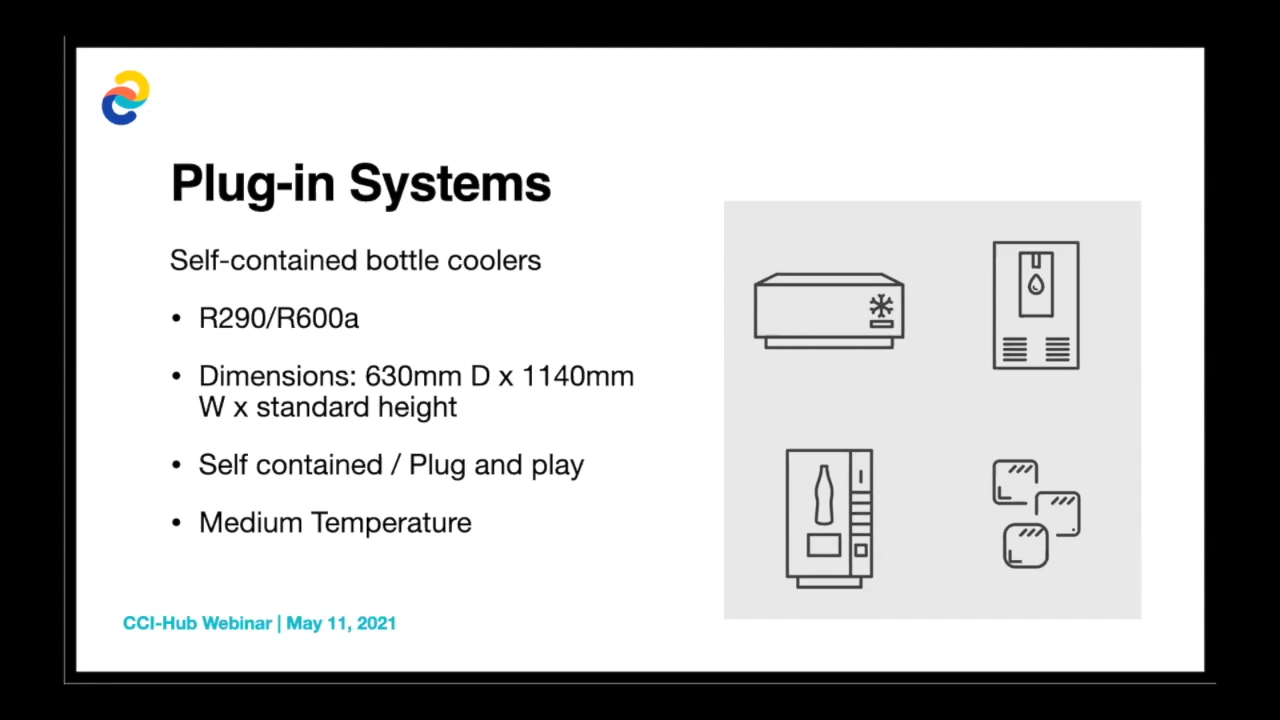 Plug-in Systems
Self-contained bottle coolers
• R290/R600a
• Dimensions: 630mm D x 1140mm
W x standard height
• Self contained / Plug and play
• Medium Temperature
CCI-Hub Webinar | May 11, 2021